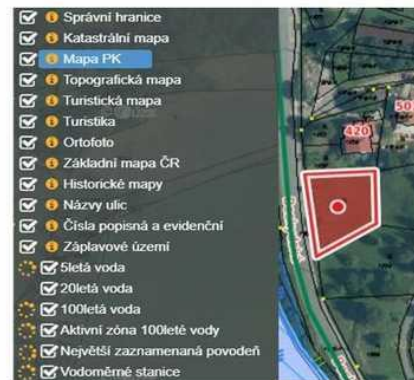 Správní hranice
Katastrální mapa
Mapa PK
Topografická mapa
Turistická mapa
Turistika
Ortofoto
Základní mapa ČR
Historické mapy
Názvy ulic
Čísla popisná a evidenční
Záplavové území
5letá voda
20letá voda
100letá voda
Aktivní zóna 100leté vody
Největší zaznamenaná povodeň
Vodoměrné stanice
420
50